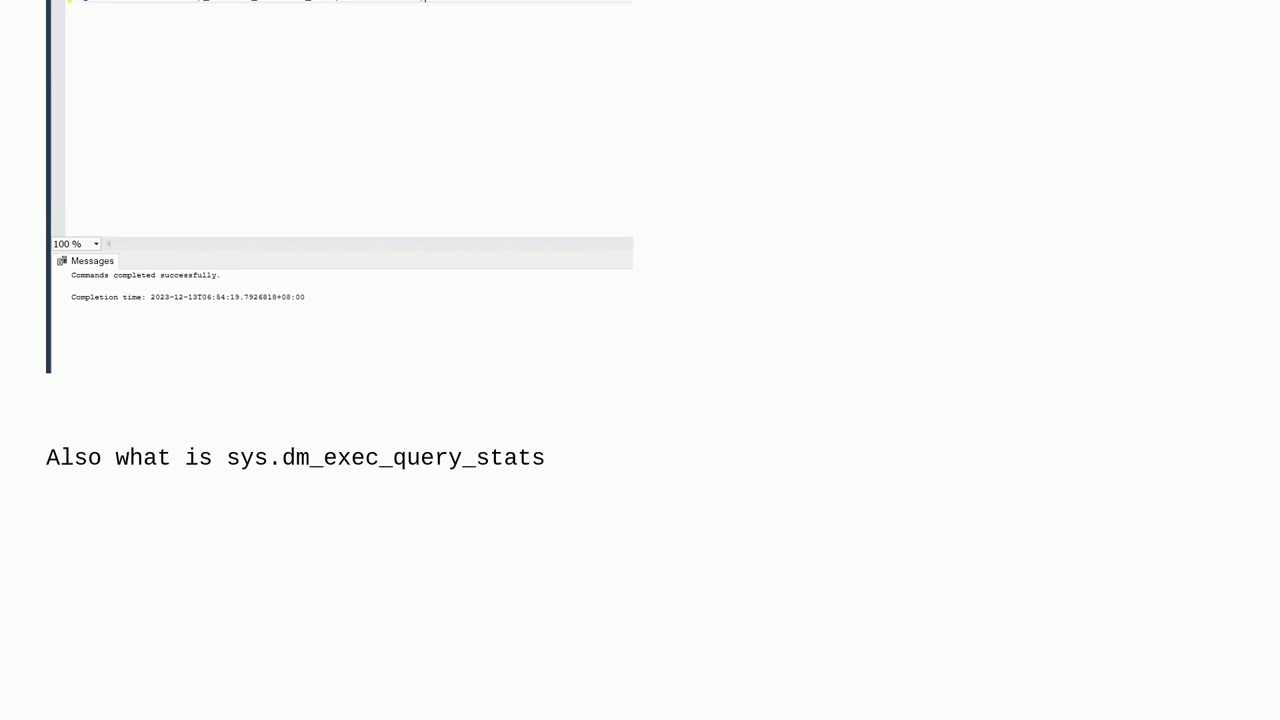 100 %
Messages
Commands completed successfully.
Completion time: 2023-12-13T06:54:19.7926818+08:00
Also what is sys.dm_exec_query_stats